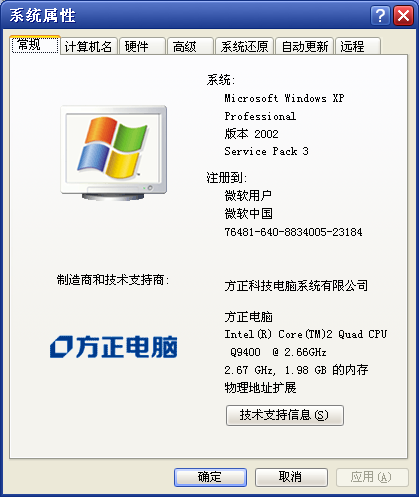 系统属性
常规
计算机名
硬件
高级
系统还原
自动更新
远程
系统:
Microsoft Windows XP
Professional
版本 2002
Service Pack 3
注册到:
微软用户
微软中国
76481-640-8834005-23184
制造商和技术支持商:
方正科技电脑系统有限公司
方正电脑
方正电脑
Intel(R) Core(TM)2 Quad CPU
Q9400 @ 2.66GHz
2.67 GHz, 1.98 GB 的内存
物理地址扩展
技术支持信息(S)
确定
取消
应用(A)